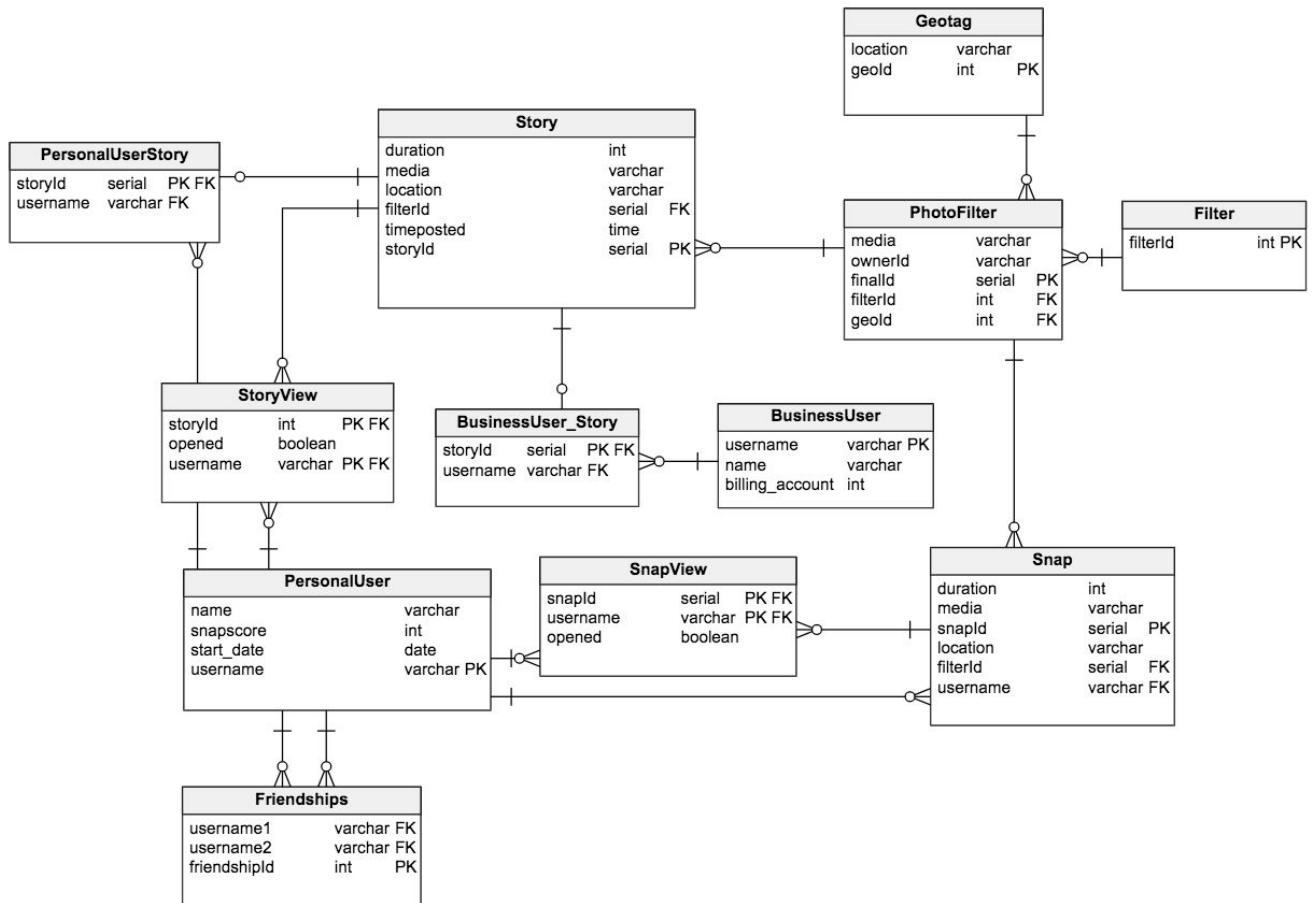 Geotag
location varchar
geoId int PK
Story
duration int
media varchar
location varchar
filterId serial FK
timeposted time
storyId serial PK
PersonalUserStory
storyId serial PK FK
username varchar FK
PhotoFilter
media varchar
ownerId varchar
finalId serial PK
filterId int FK
geoId int FK
Filter
filterId int PK
StoryView
storyId int PK FK
opened boolean
username varchar PK FK
BusinessUser_Story
storyId serial PK FK
username varchar FK
BusinessUser
username varchar PK
name varchar
billing_account int
PersonalUser
name varchar
snapscore int
start_date date
username varchar PK
SnapView
snapId serial PK FK
username varchar PK FK
opened boolean
Snap
duration int
media varchar
snapId serial PK
location varchar
filterId serial FK
username varchar FK
Friendships
username1 varchar FK
username2 varchar FK
friendshipId int PK